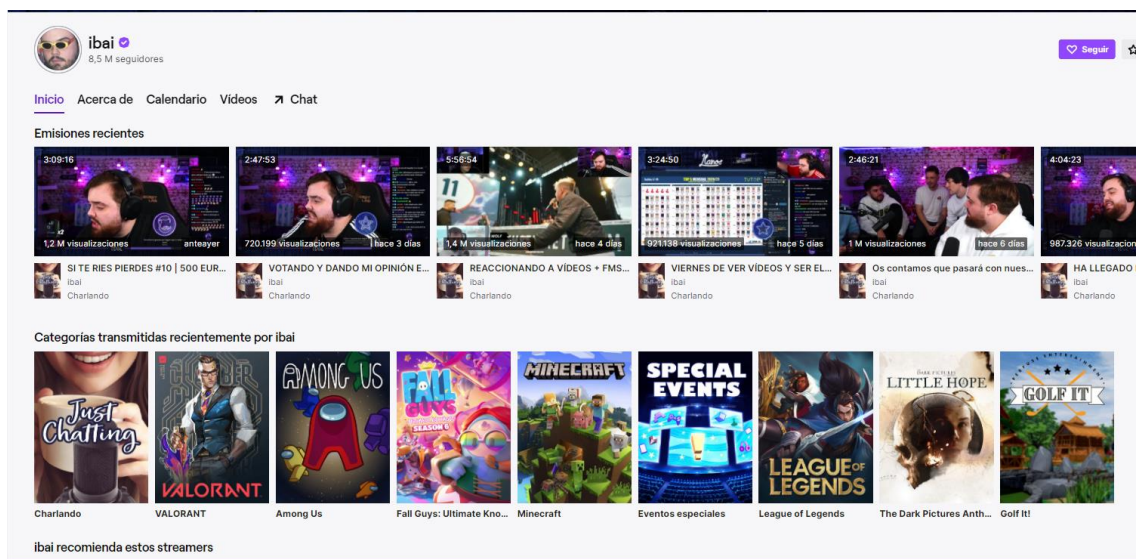 ibai
8,5 M seguidores
Seguir
Inicio Acerca de Calendario Vídeos Chat
Emisiones recientes
3:09:16 2:47:53 5:56:54 3:24:50 2:46:21 4:04:23
11
1,2 M visualizaciones anteayer 720.199 visualizaciones hace 3 días 1,4 M visualizaciones hace 4 días 921.138 visualizaciones hace 5 días 1 M visualizaciones hace 6 días 987.326 visualizacion
SI TE RIES PIERDES #10 | 500 EUR... VOTANDO Y DANDO MI OPINIÓN E... REACCIONANDO A VÍDEOS + FMS... VIERNES DE VER VÍDEOS Y SER EL... Os contamos que pasará con nues... HA LLEGADO
ibai ibai ibai ibai ibai ibai
Charlando Charlando Charlando Charlando Charlando Charlando
Categorías transmitidas recientemente por ibai
Just Chatting
CHAMBER
VALORANT
AMONG US
FALL GUYS
SEASON 6
MINECRAFT
SPECIAL EVENTS
LEAGUE OF LEGENDS
LITTLE HOPE
GOLF IT
Charlando VALORANT Among Us Fall Guys: Ultimate Kno... Minecraft Eventos especiales League of Legends The Dark Pictures Anth... Golf It!
ibai recomienda estos streamers